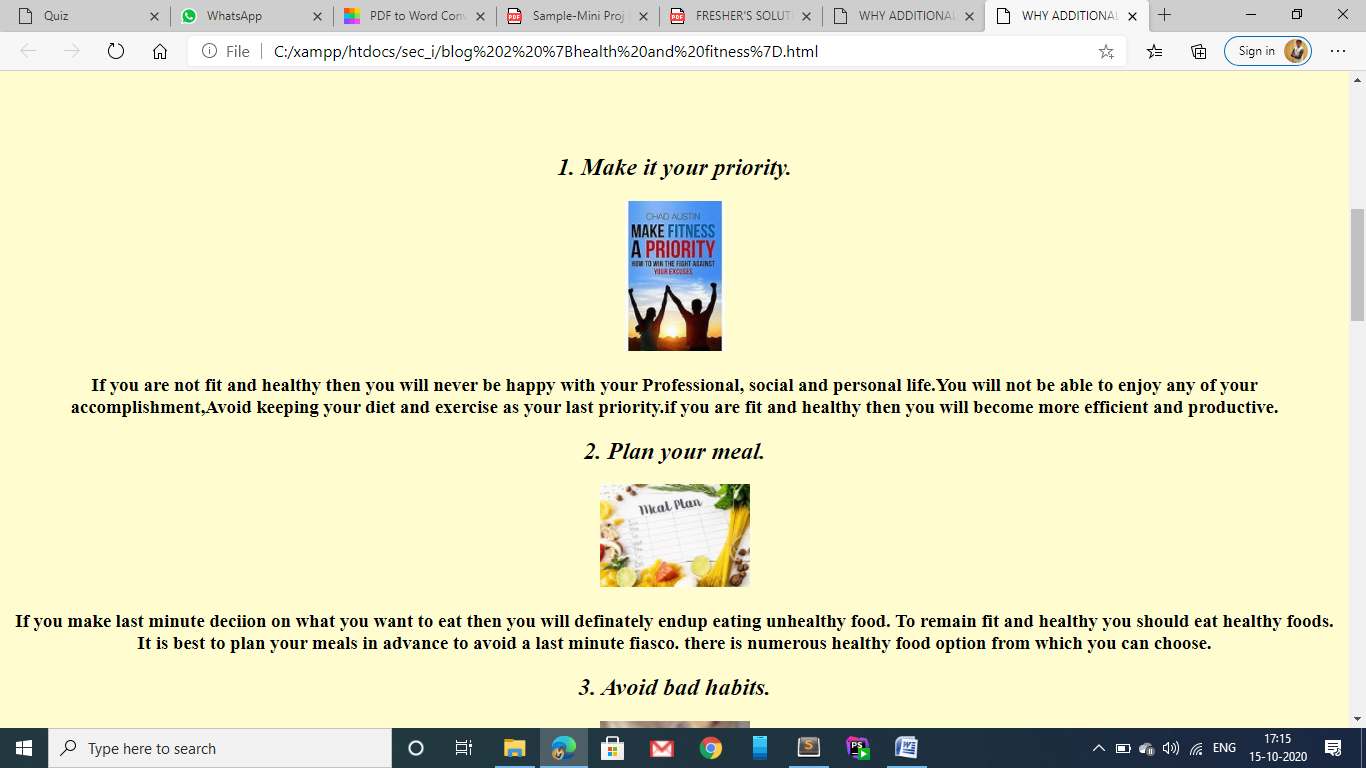 Quiz
WhatsApp
PDF to Word Con
Sample-Mini Proj
FRESHER'S SOLUT
WHY ADDITIONAL
WHY ADDITIONAL
File
C:/xampp/htdocs/sec_i/blog%202%20%7Bhealth%20and%20fitness%7D.html
Sign in
1. Make it your priority.
CHAD AUSTIN
MAKE FITNESS
A PRIORITY
HOW TO WIN THE FIGHT AGAINST
YOUR EXCUSES
If you are not fit and healthy then you will never be happy with your Professional, social and personal life.You will not be able to enjoy any of your
accomplishment,Avoid keeping your diet and exercise as your last priority.if you are fit and healthy then you will become more efficient and productive.
2. Plan your meal.
Meal Plan
If you make last minute deciion on what you want to eat then you will definately endup eating unhealthy food. To remain fit and healthy you should eat healthy foods.
It is best to plan your meals in advance to avoid a last minute fiasco. there is numerous healthy food option from which you can choose.
3. Avoid bad habits.
Type here to search
ENG
17:15
15-10-2020